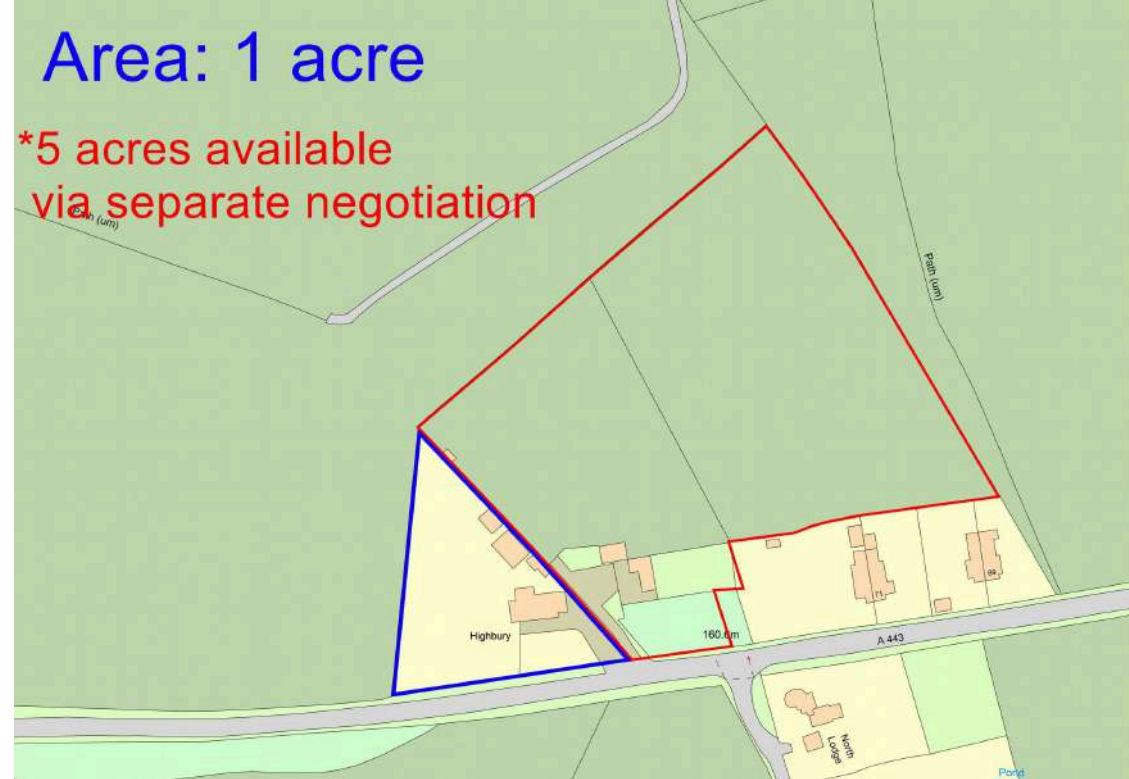 Area: 1 acre
*5 acres available
via separate negotiation
Path (um)
Path (um)
Highbury
160.6m
A 443
North
Lodge
Pond